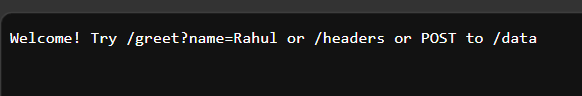 Welcome! Try /greet?name=Rahul or /headers or POST to /data